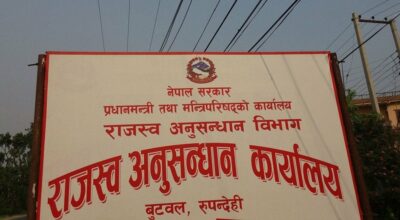 नेपाल सरकार
प्रधानमन्त्री तथा मन्त्रिपरिषद्को कार्यालय
राजस्व अनुसन्धान विभाग
राजस्व अनुसन्धान कार्यालय
बुटवल, रुपन्देही